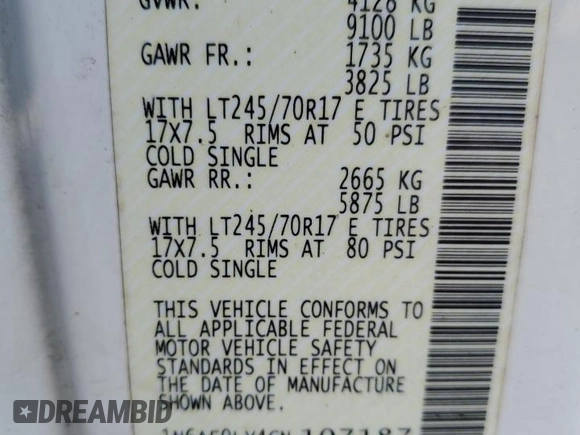 GVWR: 4128 KG
9100 LB
GAWR FR.: 1735 KG
3825 LB
WITH LT245/70R17 E TIRES
17X7.5 RIMS AT 50 PSI
COLD SINGLE
GAWR RR.: 2665 KG
5875 LB
WITH LT245/70R17 E TIRES
17X7.5 RIMS AT 80 PSI
COLD SINGLE
THIS VEHICLE CONFORMS TO
ALL APPLICABLE FEDERAL
MOTOR VEHICLE SAFETY
STANDARDS IN EFFECT ON
THE DATE OF MANUFACTURE
SHOWN ABOVE.
DREAMBID